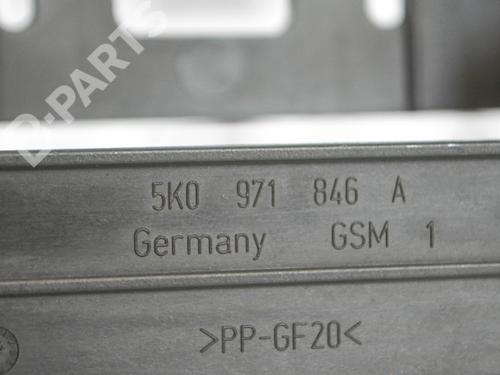 D-PARTS
5K0 971 846 A
Germany GSM 1
>PP-GF20<